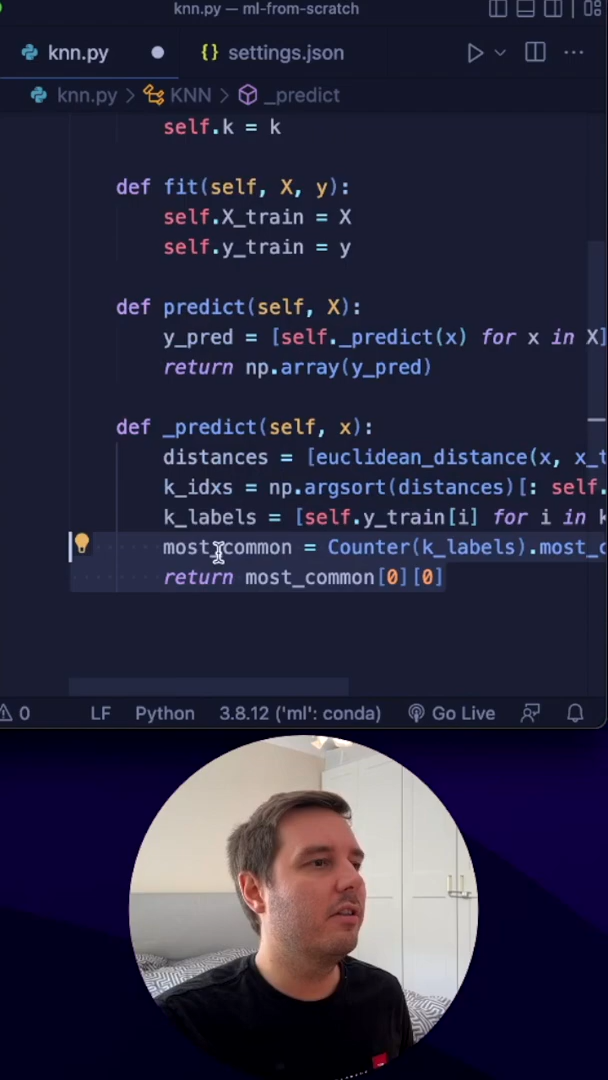 knn.py — ml-from-scratch
knn.py
{} settings.json
knn.py > KNN > _predict
self.k = k
def fit(self, X, y):
self.X_train = X
self.y_train = y
def predict(self, X):
y_pred = [self._predict(x) for x in X]
return np.array(y_pred)
def _predict(self, x):
distances = [euclidean_distance(x, x_t
k_idxs = np.argsort(distances)[: self.
k_labels = [self.y_train[i] for i in k
most_common = Counter(k_labels).most_c
return most_common[0][0]
0 LF Python 3.8.12 ('ml': conda) Go Live